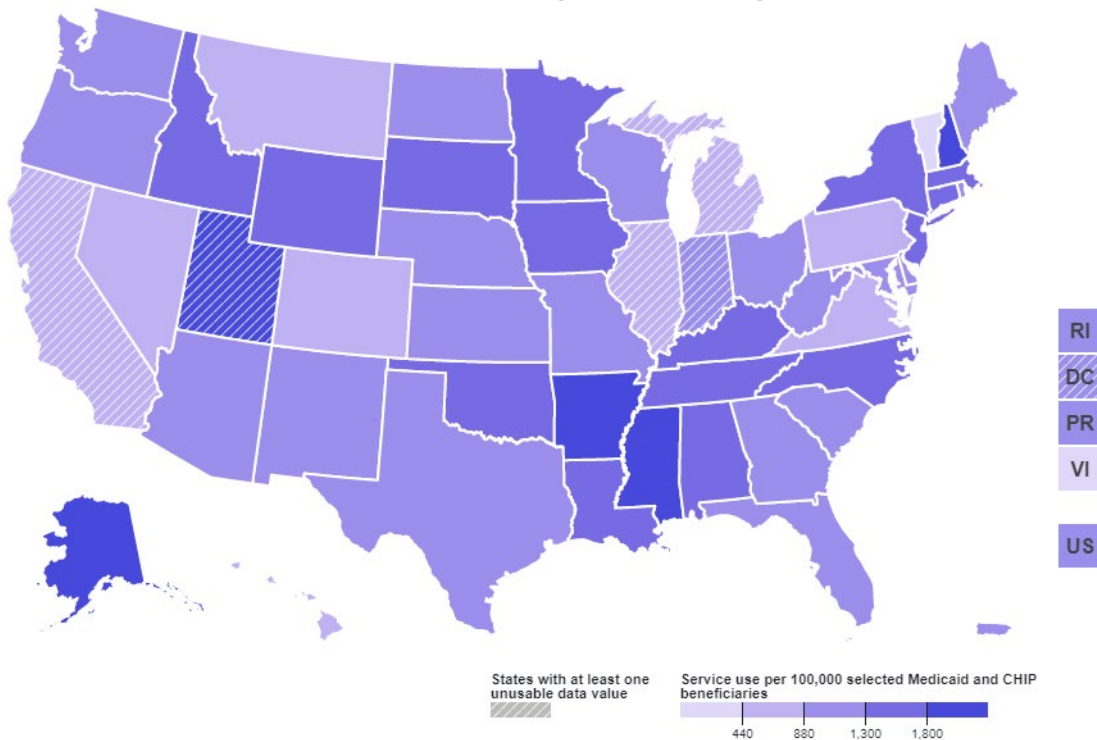 RI
DC
PR
VI
US
States with at least one
unusable data value
Service use per 100,000 selected Medicaid and CHIP
beneficiaries
440 880 1,300 1,800